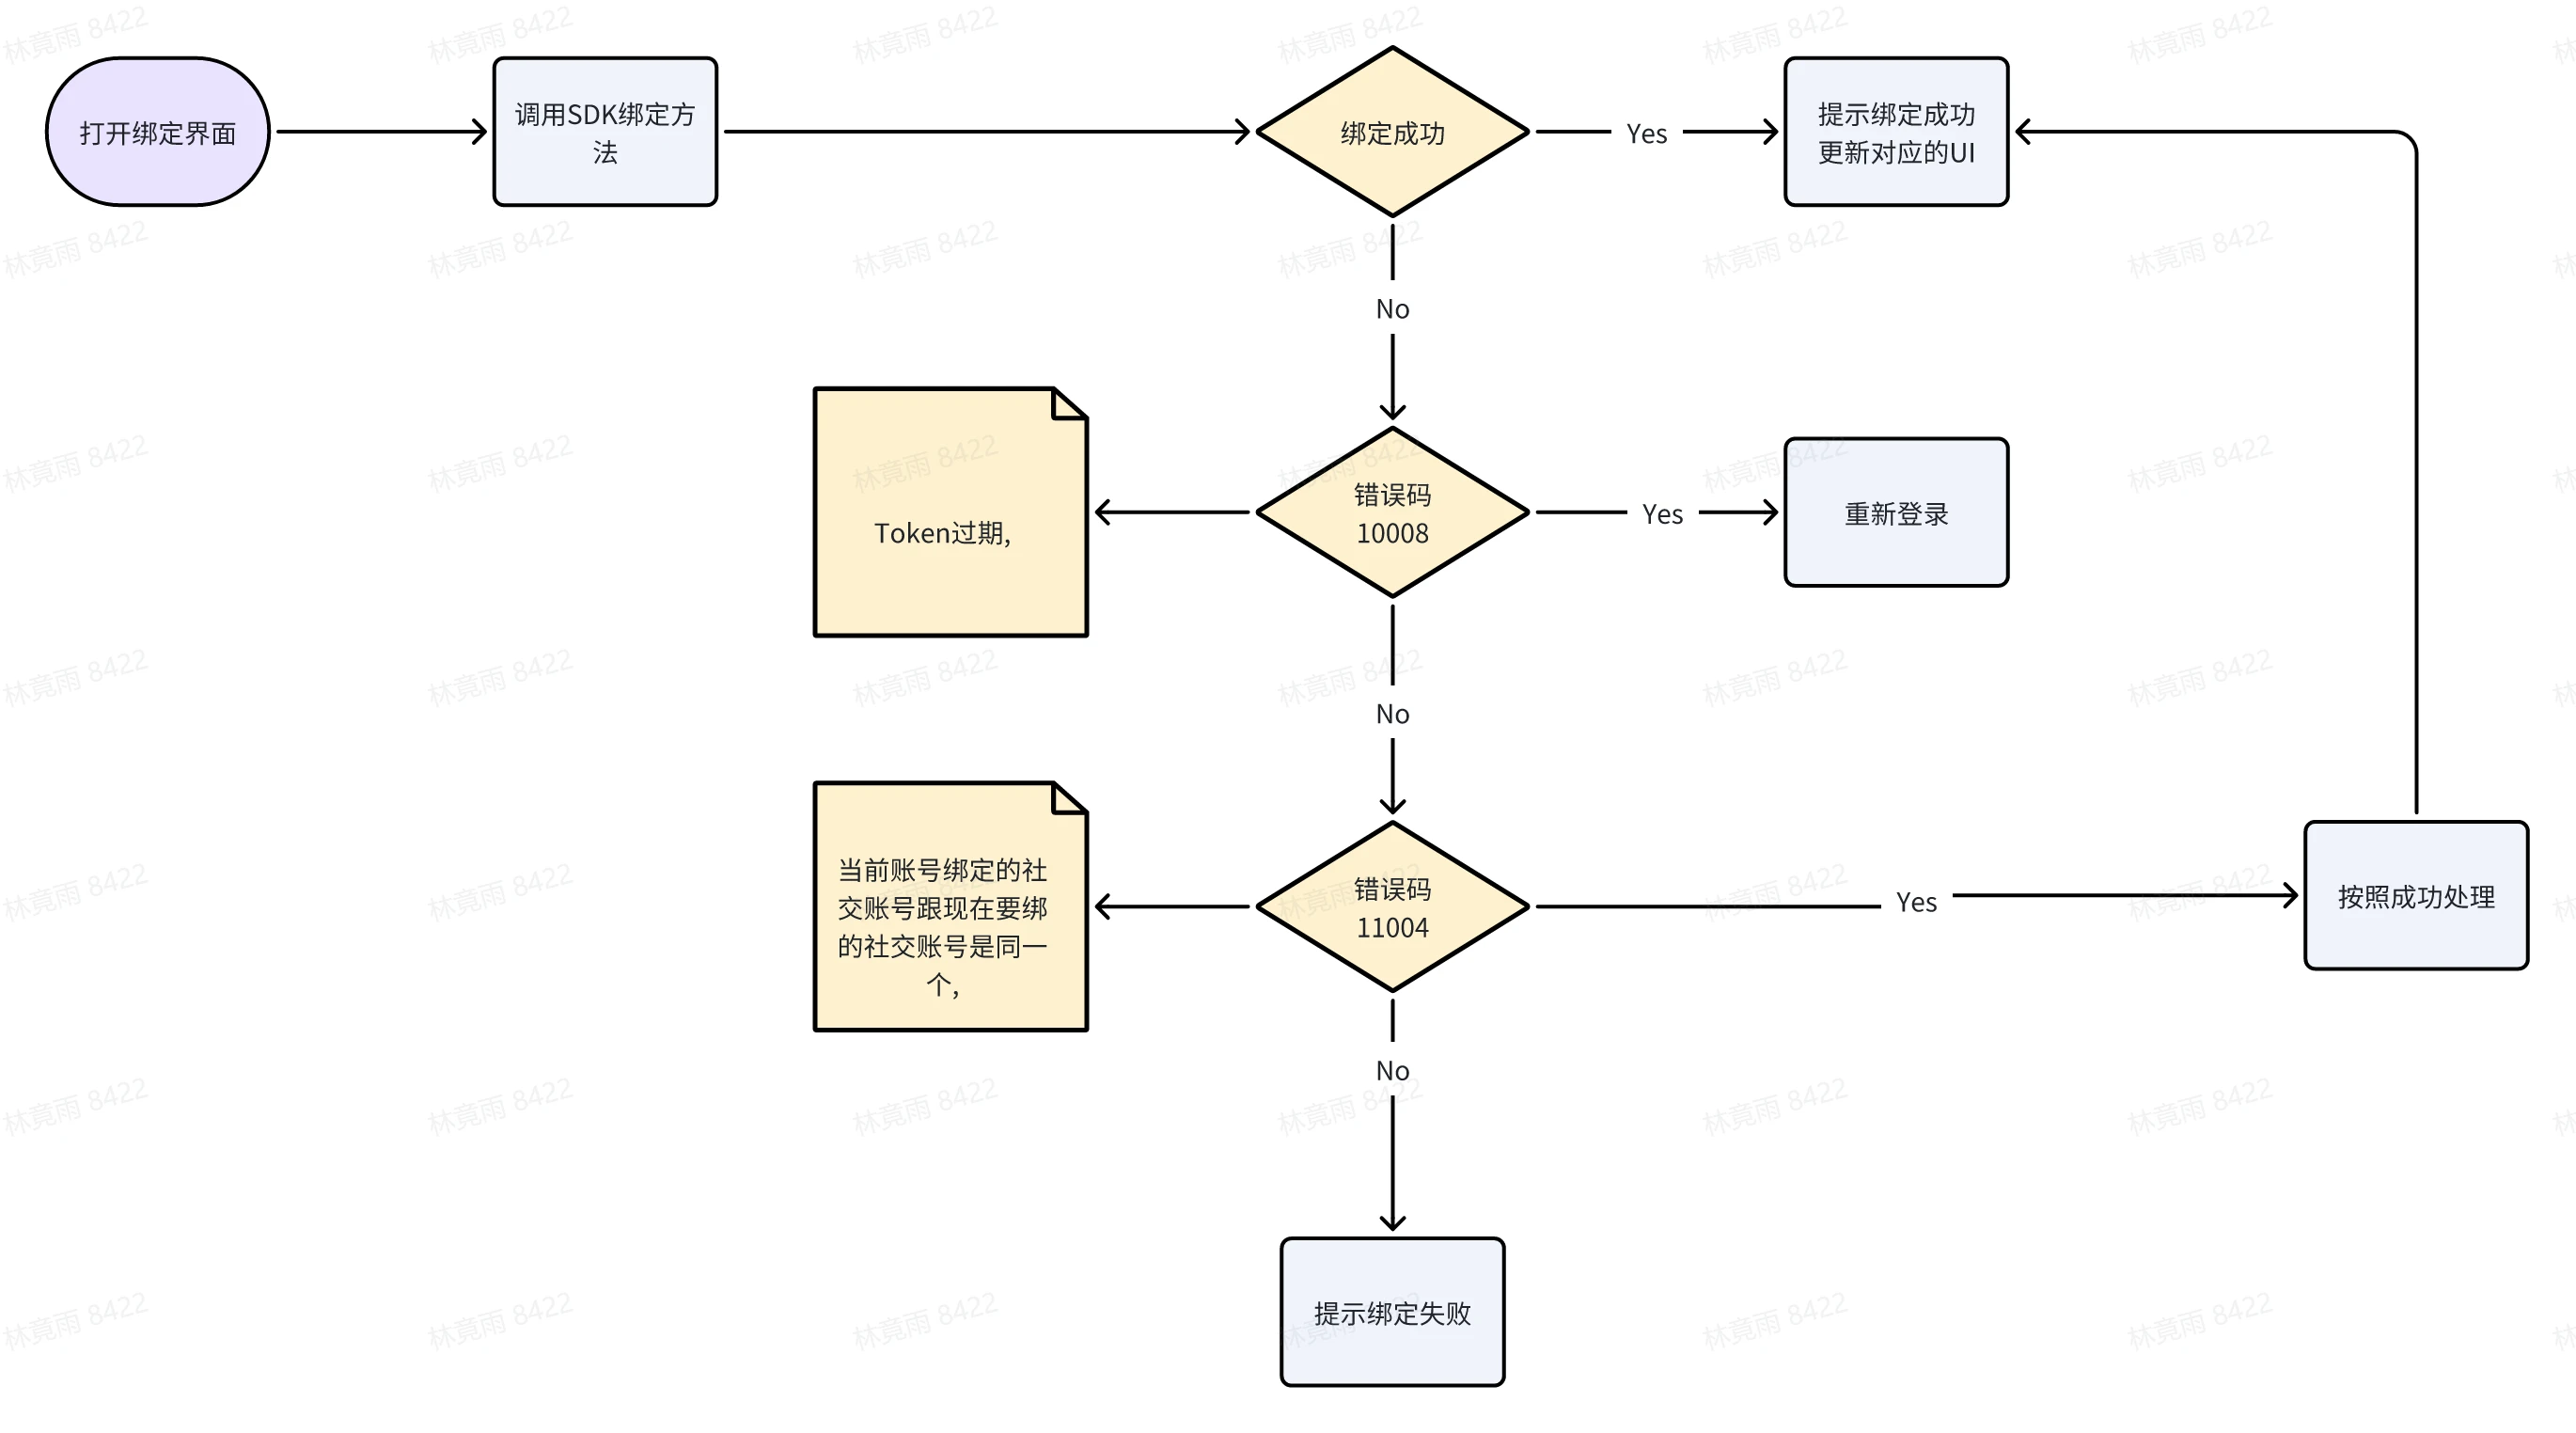 打开绑定界面
调用SDK绑定方
法
绑定成功
Yes
提示绑定成功
更新对应的UI
No
Token过期,
错误码
10008
Yes
重新登录
No
当前账号绑定的社
交账号跟现在要绑
的社交账号是同一
个,
错误码
11004
Yes
按照成功处理
No
提示绑定失败
林竟雨 8422